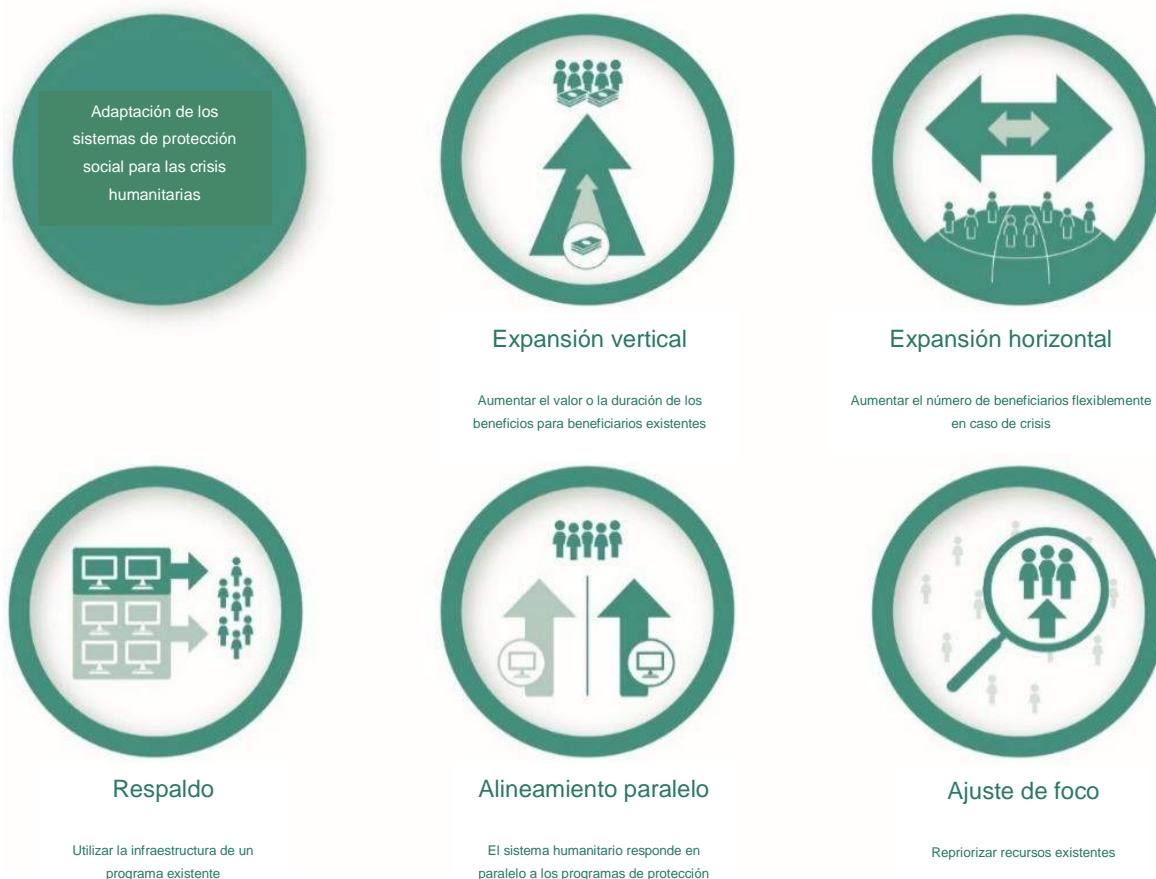 Adaptación de los
sistemas de protección
social para las crisis
humanitarias
Expansión vertical
Aumentar el valor o la duración de los
beneficios para beneficiarios existentes
Expansión horizontal
Aumentar el número de beneficiarios flexiblemente
en caso de crisis
Respaldo
Utilizar la infraestructura de un
programa existente
Alineamiento paralelo
El sistema humanitario responde en
paralelo a los programas de protección
Ajuste de foco
Repriorizar recursos existentes